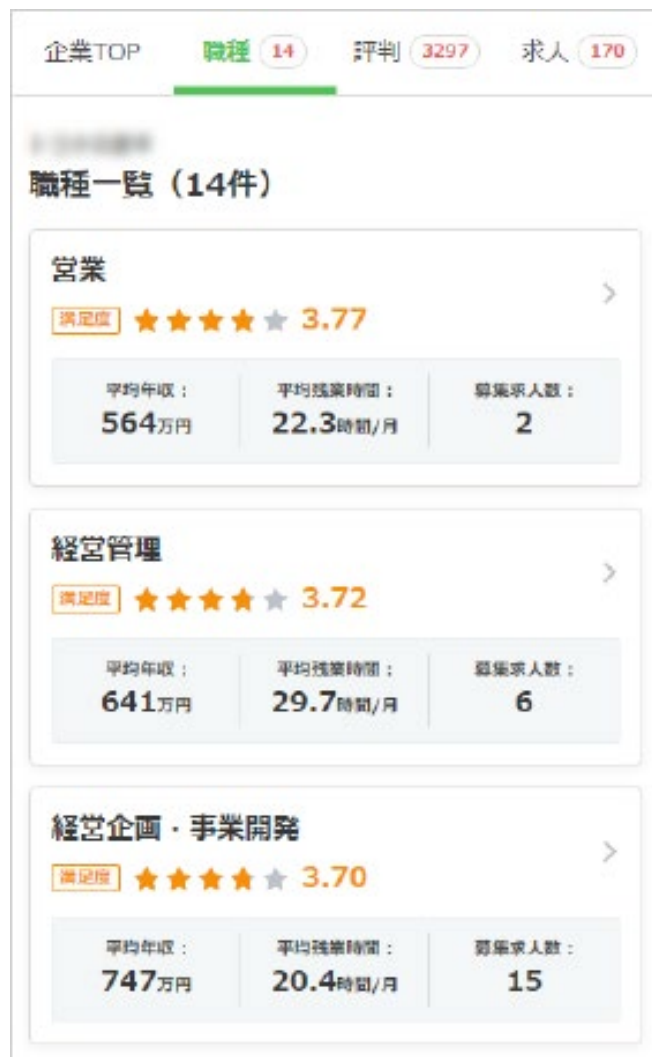 企業TOP 職種 14 評判 3297 求人 170
職種一覧（14件）
営業
満足度 3.77
平均年収： 平均残業時間： 募集求人数：
564万円 22.3時間/月 2
経営管理
満足度 3.72
平均年収： 平均残業時間： 募集求人数：
641万円 29.7時間/月 6
経営企画・事業開発
満足度 3.70
平均年収： 平均残業時間： 募集求人数：
747万円 20.4時間/月 15